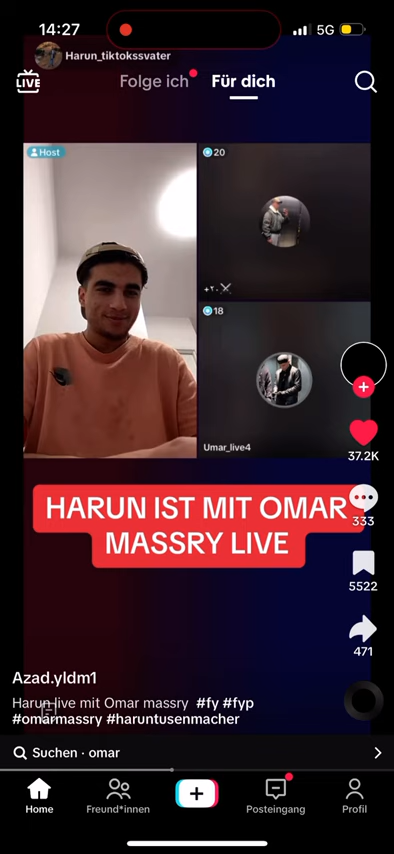 14:27
5G
Harun_tiktokssvater
LIVE
Folge ich
Für dich
Host
20
+٢٠
18
Umar_live4
HARUN IST MIT OMAR
MASSRY LIVE
37.2K
333
5522
471
Azad.yldm1
Harun live mit Omar massry #fy #fyp
#omarmassry #haruntusenmacher
Suchen · omar
Home
Freund*innen
Posteingang
Profil